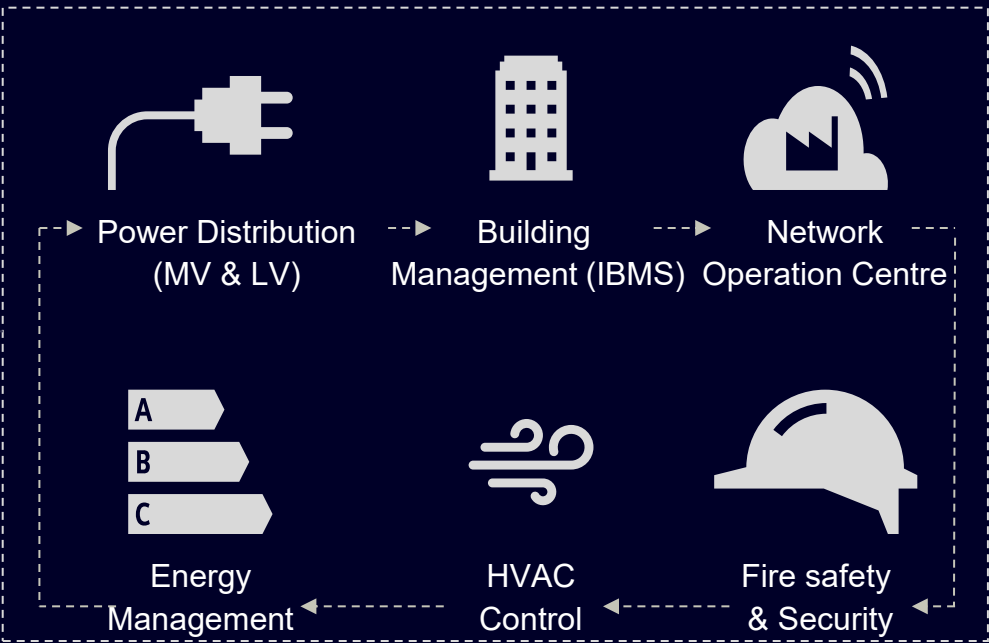 Power Distribution
(MV & LV)
Building
Management (IBMS)
Network
Operation Centre
A
B
C
Energy
Management
HVAC
Control
Fire safety
& Security